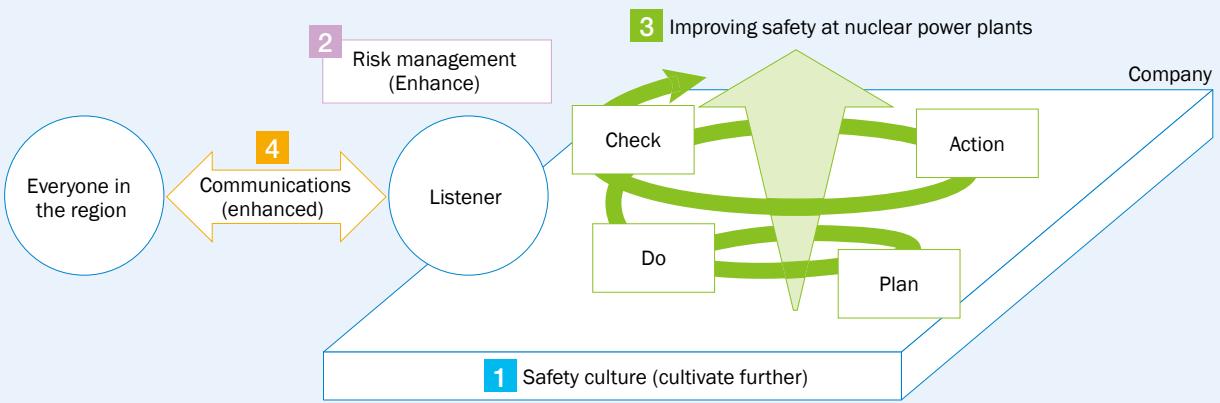 3 Improving safety at nuclear power plants
2
Risk management
(Enhance)
Company
Check
Action
4
Communications
(enhanced)
Everyone in
the region
Listener
Do
Plan
1 Safety culture (cultivate further)